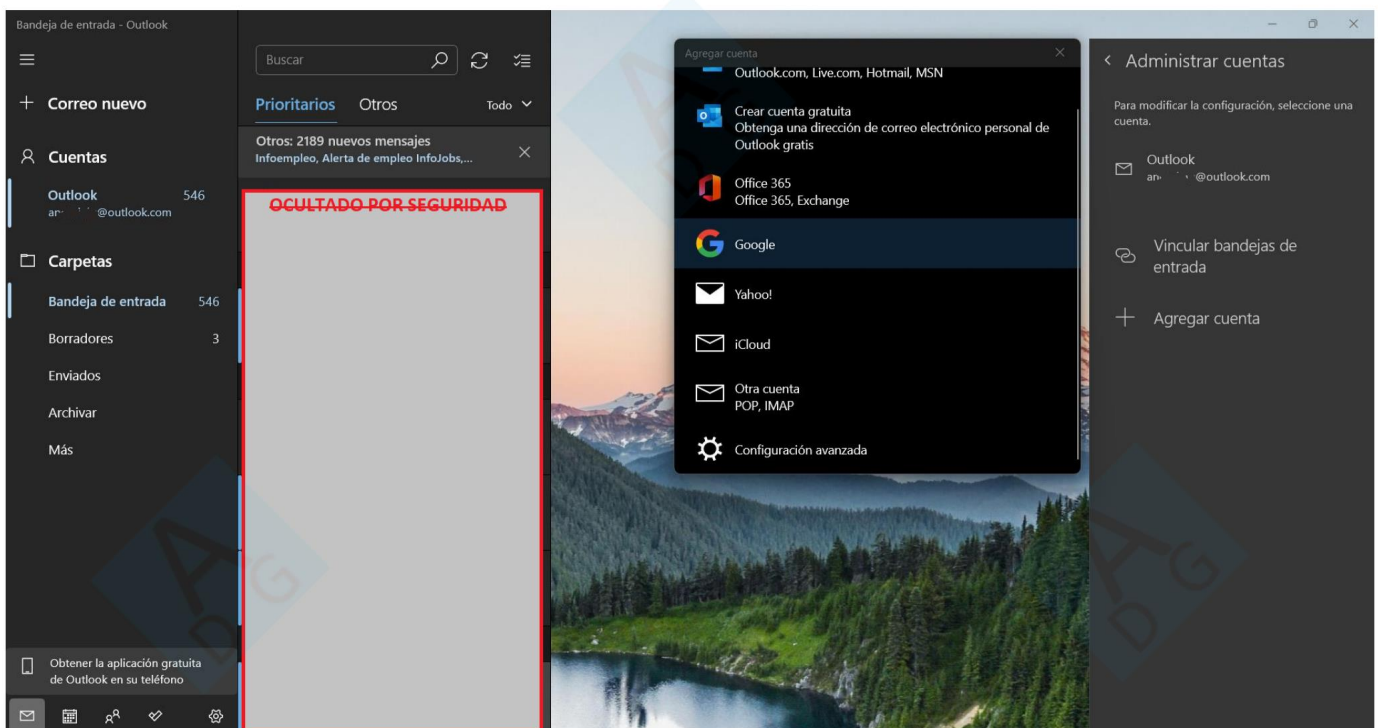 Bandeja de entrada - Outlook
Correo nuevo
Cuentas
Outlook 546
@outlook.com
Carpetas
Bandeja de entrada 546
Borradores 3
Enviados
Archivar
Más
Obtener la aplicación gratuita
de Outlook en su teléfono
Buscar
Prioritarios Otros Todo
Otros: 2189 nuevos mensajes
Infoempleo, Alerta de empleo InfoJobs,...
OCULTADO POR SEGURIDAD
Agregar cuenta
Outlook.com, Live.com, Hotmail, MSN
Crear cuenta gratuita
Obtenga una dirección de correo electrónico personal de
Outlook gratis
Office 365
Office 365, Exchange
Google
Yahoo!
iCloud
Otra cuenta
POP, IMAP
Configuración avanzada
Administrar cuentas
Para modificar la configuración, seleccione una
cuenta.
Outlook
@outlook.com
Vincular bandejas de
entrada
Agregar cuenta
ADG
ADG
ADG